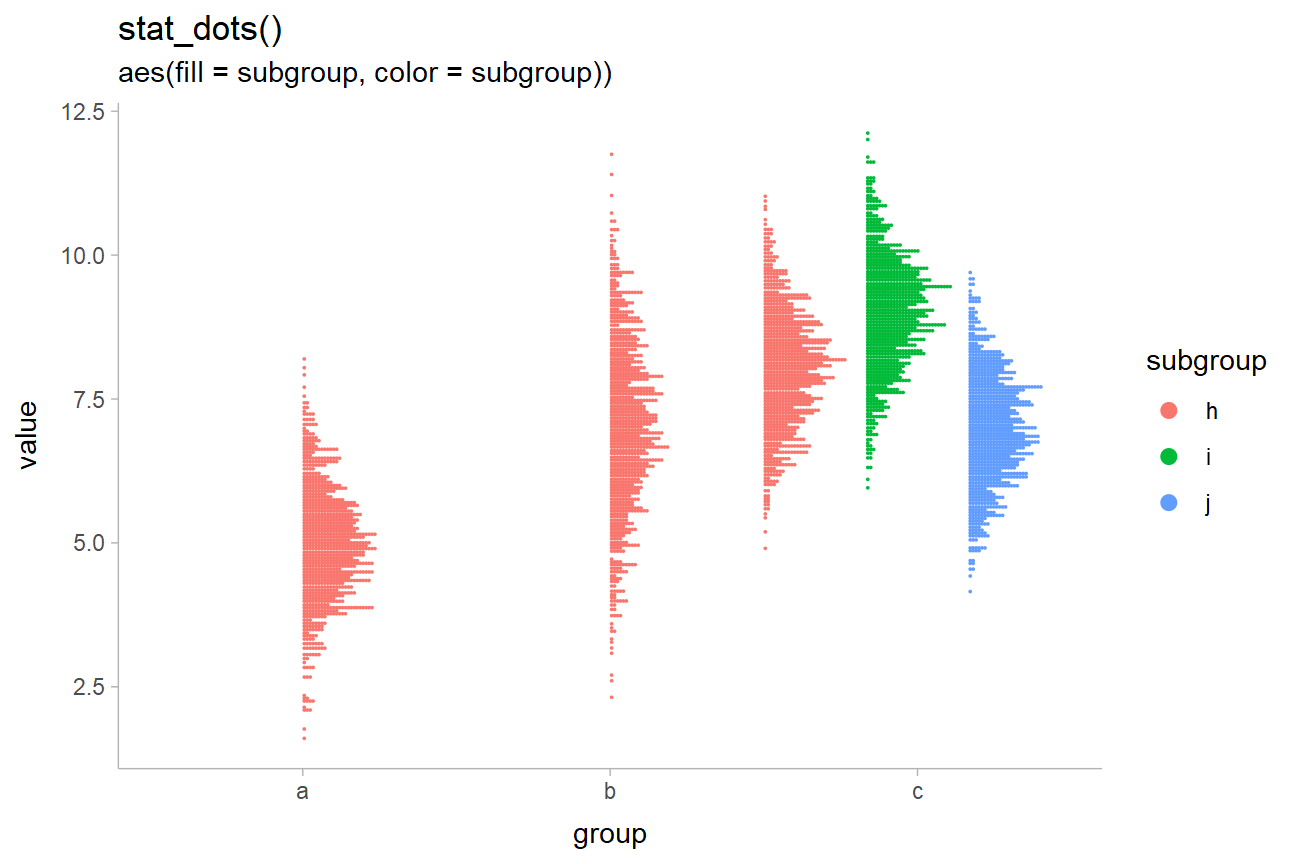 stat_dots()
aes(fill = subgroup, color = subgroup))
12.5
10.0
7.5
5.0
2.5
value
a b c
group
subgroup
h
i
j